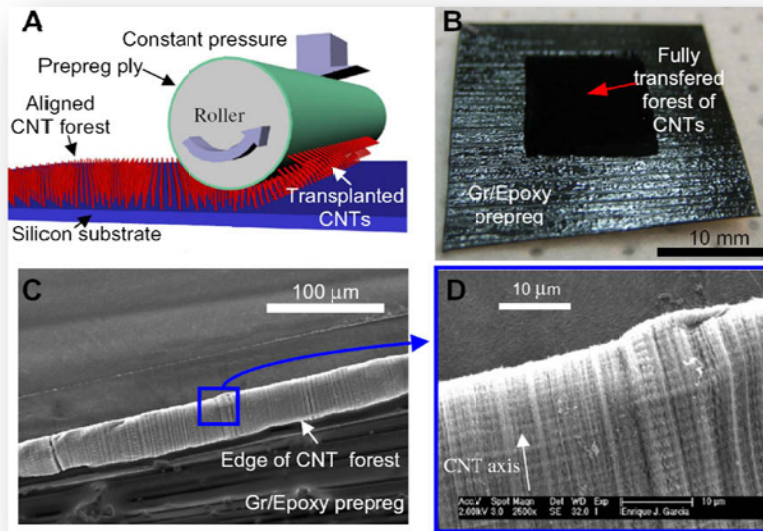 A
Constant pressure
Prepreg ply
Aligned
CNT forest
Roller
Transplanted
CNTs
Silicon substrate
B
Fully
transfered
forest of
CNTs
Gr/Epoxy
prepreg
10 mm
C
100 μm
Edge of CNT forest
Gr/Epoxy prepreg
D
10 μm
CNT axis
Acc.V Spot Magn Det WD Exp
2.00kV 3.0 2500x SE 32.0 1
10 μm
Enrique J. Garcia